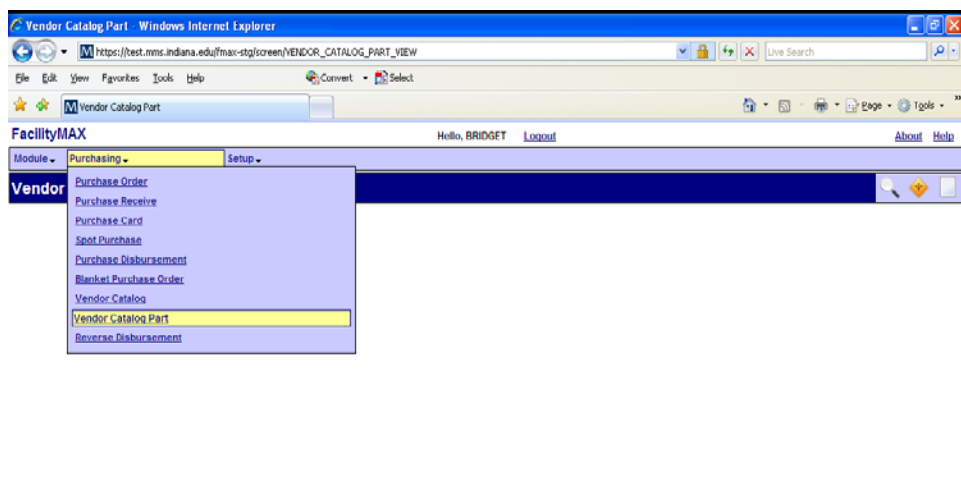 Vendor Catalog Part - Windows Internet Explorer
https://test.mms.indiana.edu/fmax-stg/screen/VENDOR_CATALOG_PART_VIEW Live Search
File Edit View Favorites Tools Help Convert Select
Vendor Catalog Part Page Tools
FacilityMAX Hello, BRIDGET Logout About Help
Module Purchasing Setup
Vendor
Purchase Order
Purchase Receive
Purchase Card
Spot Purchase
Purchase Disbursement
Blanket Purchase Order
Vendor Catalog
Vendor Catalog Part
Reverse Disbursement